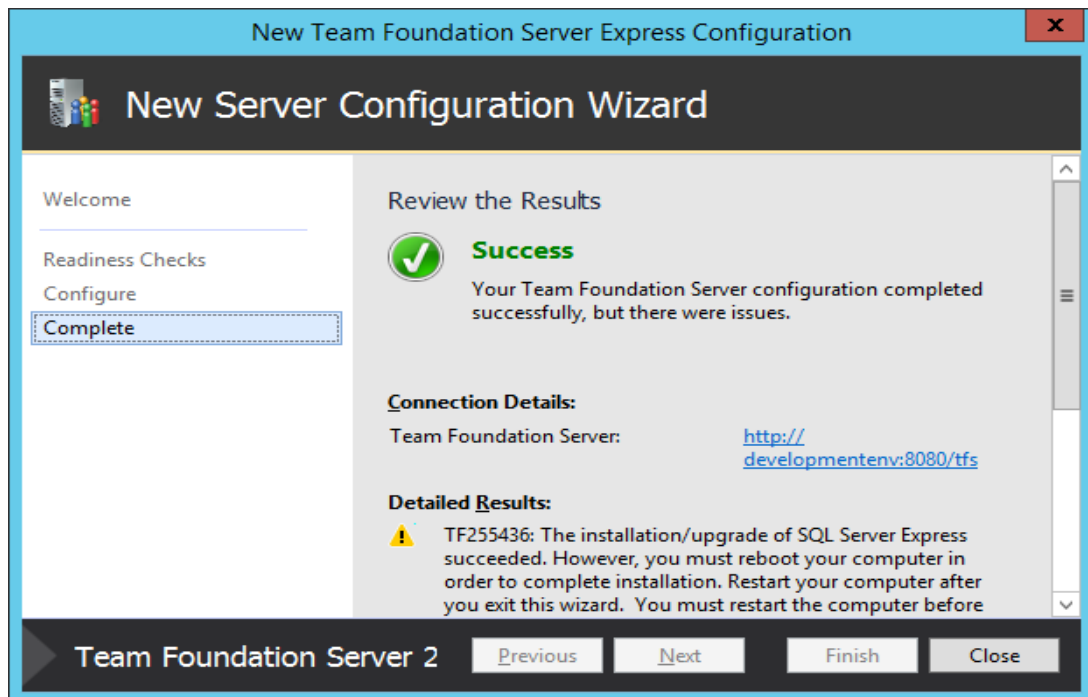 New Team Foundation Server Express Configuration
x
New Server Configuration Wizard
Welcome
Readiness Checks
Configure
Complete
Review the Results
Success
Your Team Foundation Server configuration completed
successfully, but there were issues.
Connection Details:
Team Foundation Server:
http://
developmentenv:8080/tfs
Detailed Results:
TF255436: The installation/upgrade of SQL Server Express
succeeded. However, you must reboot your computer in
order to complete installation. Restart your computer after
you exit this wizard. You must restart the computer before
Team Foundation Server 2
Previous
Next
Finish
Close